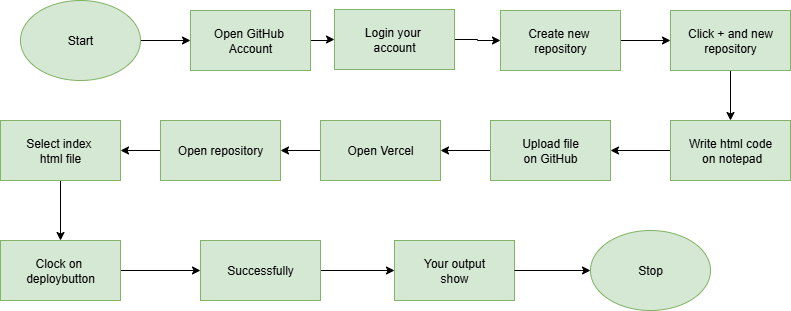 Start
Open GitHub
Account
Login your
account
Create new
repository
Click + and new
repository
Select index
html file
Open repository
Open Vercel
Upload file
on GitHub
Write html code
on notepad
Clock on
deploybutton
Successfully
Your output
show
Stop